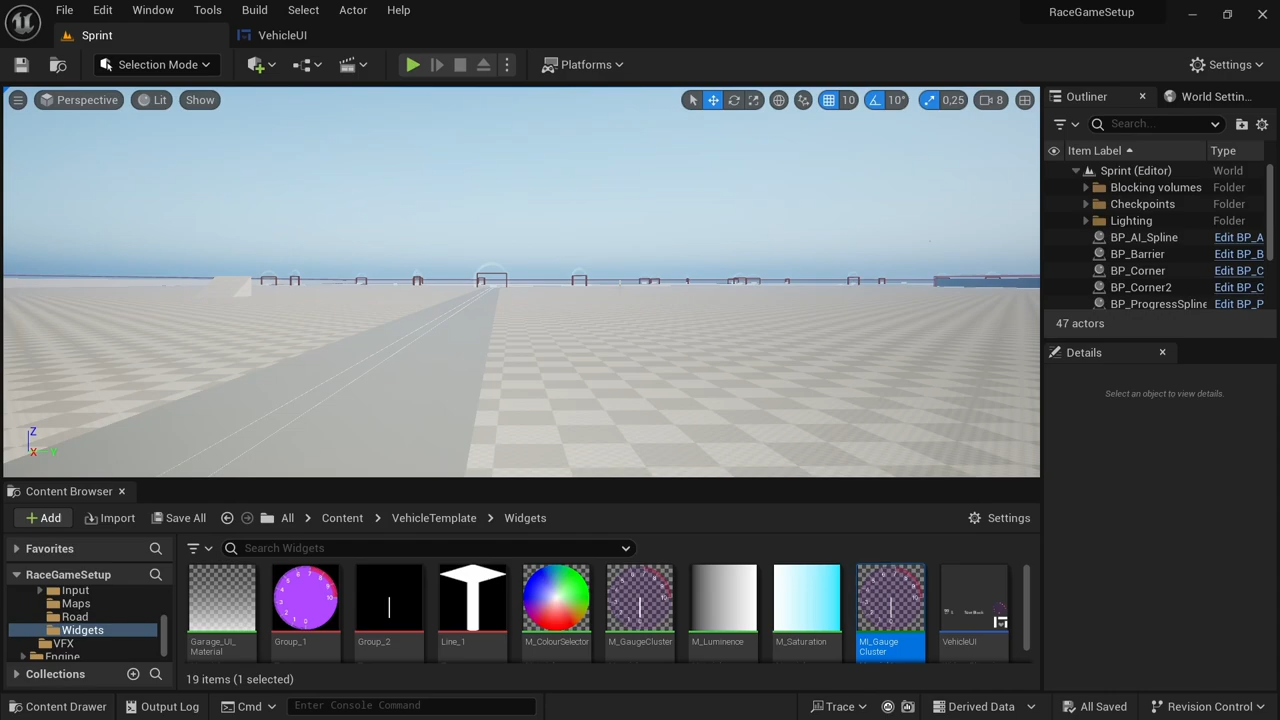 File Edit Window Tools Build Select Actor Help RaceGameSetup
Sprint VehicleUI
Selection Mode Platforms Settings
Perspective Lit Show 10 10° 0,25 8
Outliner World Settin...
Search...
Item Label Type
Sprint (Editor) World
Blocking volumes Folder
Checkpoints Folder
Lighting Folder
BP_AI_Spline Edit BP_A
BP_Barrier Edit BP_B
BP_Corner Edit BP_C
BP_Corner2 Edit BP_C
BP_ProgressSpline Edit BP_P
47 actors
Details
Select an object to view details.
Z
X Y
Content Browser
Add Import Save All All Content VehicleTemplate Widgets Settings
Favorites
Search Widgets
RaceGameSetup
Input
Maps
Road
Widgets
VFX
Engine
Collections
Garage_UI_
Material
Group_1
Group_2
Line_1
M_ColourSelector
M_GaugeCluster
M_Luminence
M_Saturation
MI_Gauge
Cluster
VehicleUI
19 items (1 selected)
Content Drawer Output Log Cmd Enter Console Command Trace Derived Data All Saved Revision Control